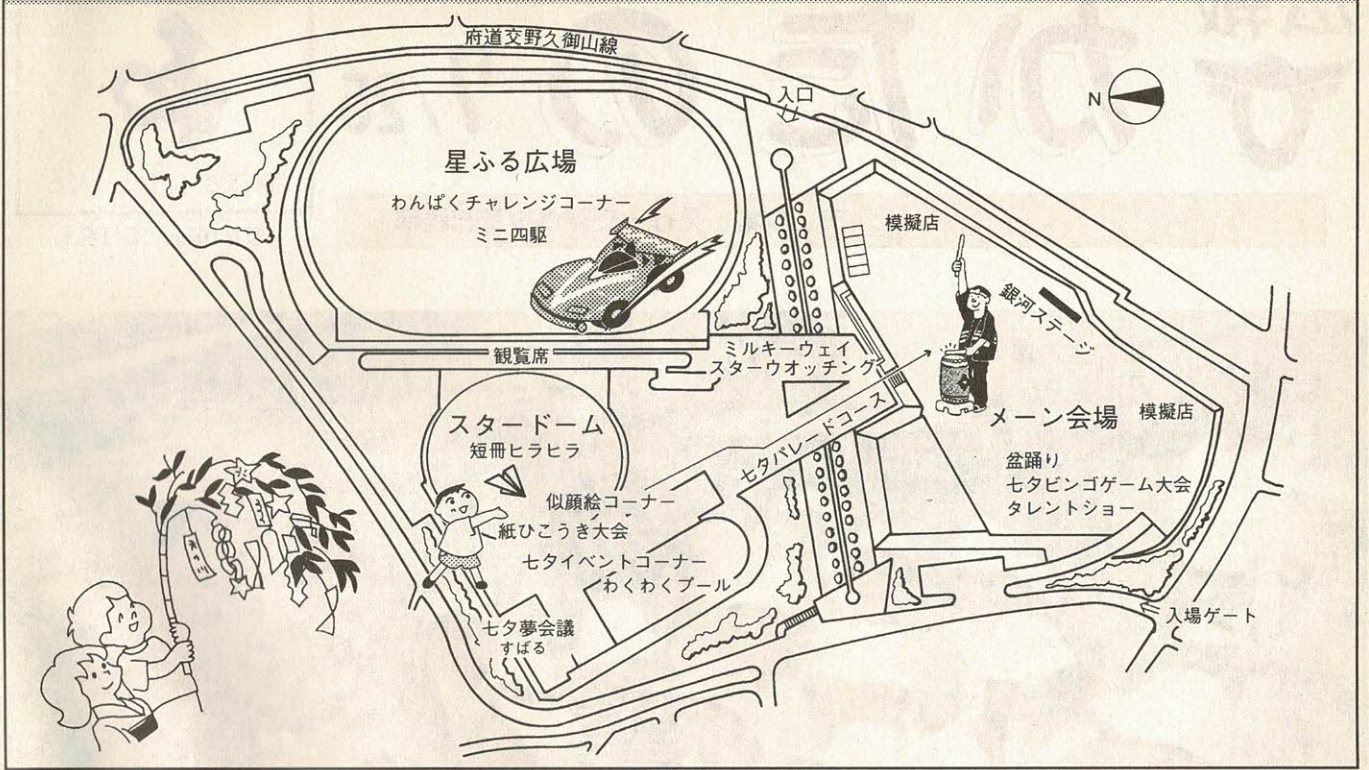 府道交野久御山線
入口
N
星ふる広場
わんぱくチャレンジコーナー
ミニ四駆
模擬店
銀河ステージ
観覧席
ミルキーウェイ
スターウオッチング
スタードーム
短冊ヒラヒラ
七夕パレードコース
メーン会場
模擬店
盆踊り
七夕ビンゴゲーム大会
タレントショー
似顔絵コーナー
紙ひこうき大会
七夕イベントコーナー
わくわくプール
七夕夢会議
すばる
入場ゲート